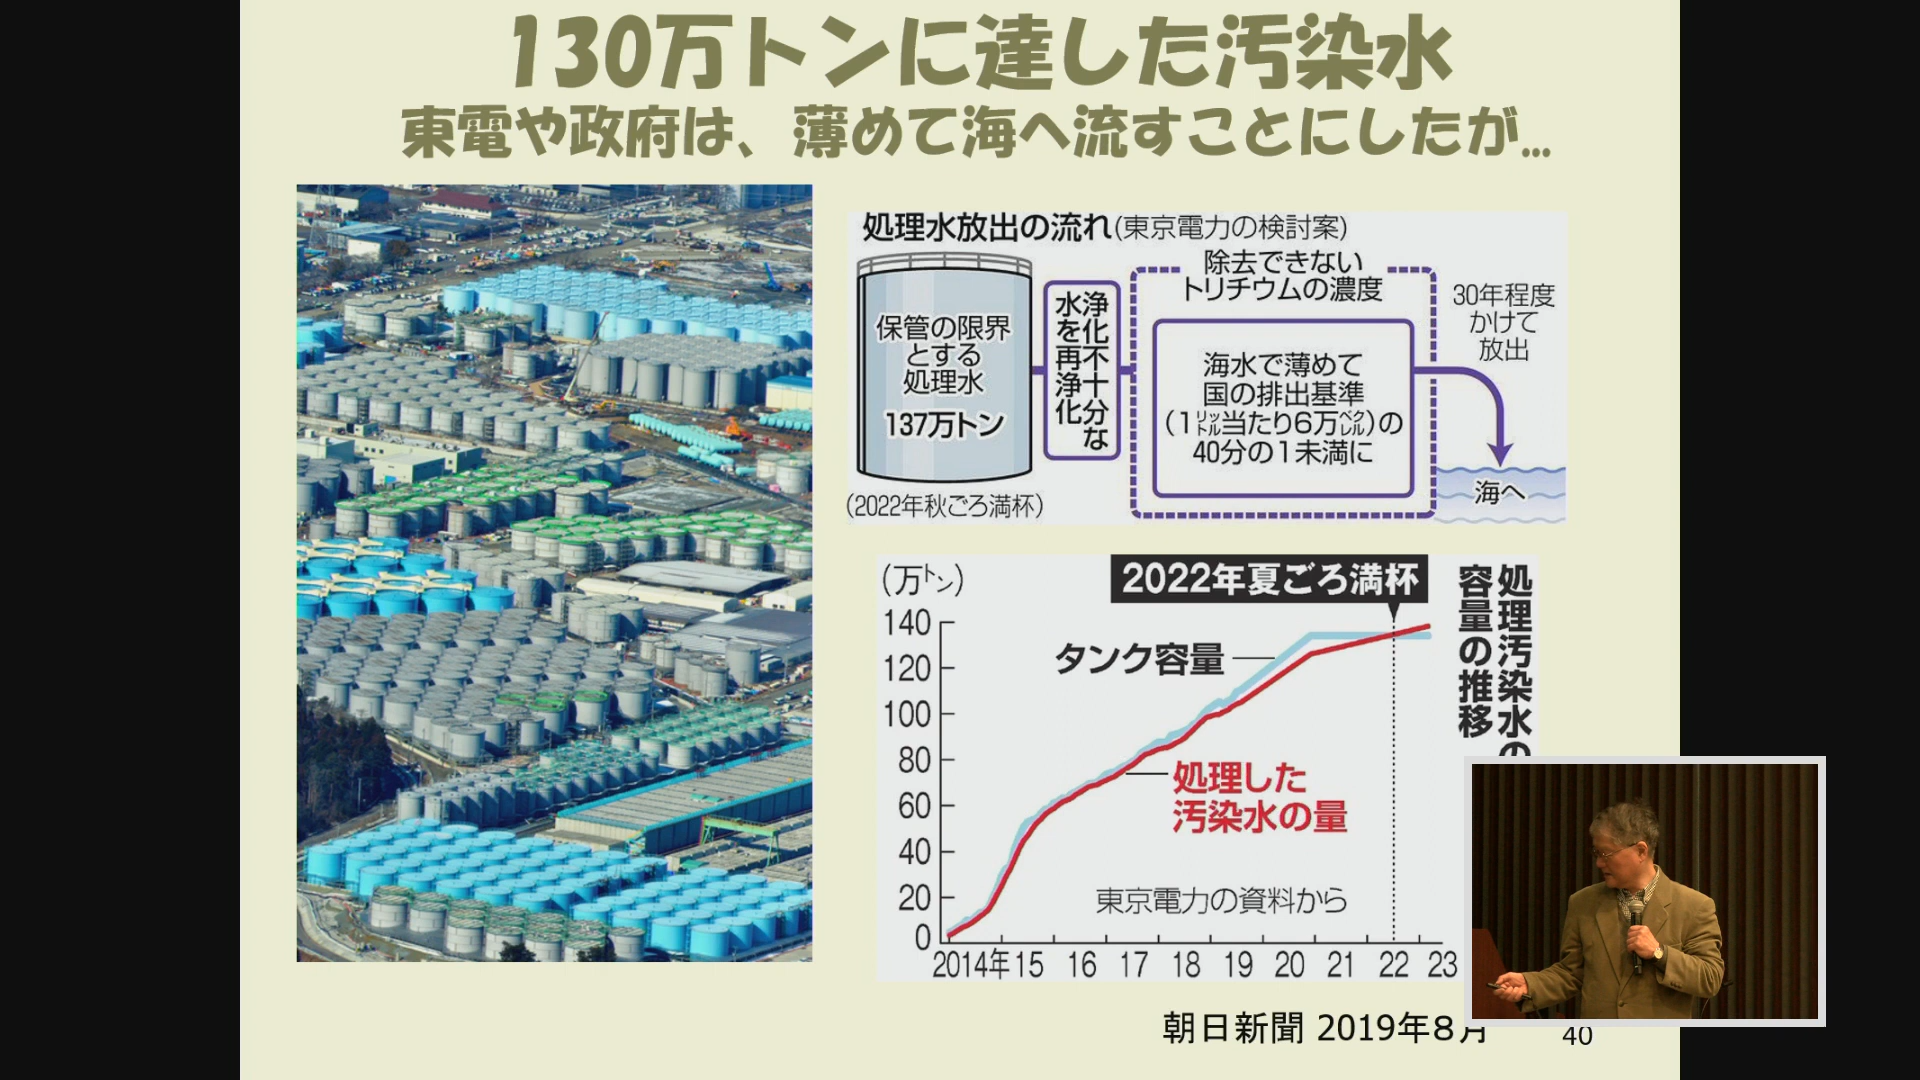 130万トンに達した汚染水
東電や政府は、薄めて海へ流すことにしたが…
処理水放出の流れ(東京電力の検討案)
保管の限界
とする
処理水
137万トン
(2022年秋ごろ満杯)
浄化不十分な
水を再浄化
除去できない
トリチウムの濃度
海水で薄めて
国の排出基準
(1リットル当たり6万ベクレル)の
40分の1未満に
30年程度
かけて
放出
海へ
(万トン)
2022年夏ごろ満杯
処理汚染水の
容量の推移
140
120
100
80
60
40
20
0
タンク容量
処理した
汚染水の量
東京電力の資料から
2014年 15 16 17 18 19 20 21 22 23
朝日新聞 2019年8月
40